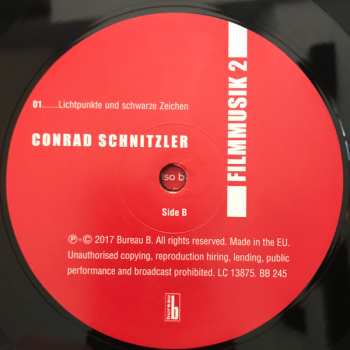 01......Lichtpunkte und schwarze Zeichen
CONRAD SCHNITZLER
FILMMUSIK 2
so b
Side B
℗+© 2017 Bureau B. All rights reserved. Made in the EU.
Unauthorised copying, reproduction hiring, lending, public
performance and broadcast prohibited. LC 13875. BB 245
bureau b